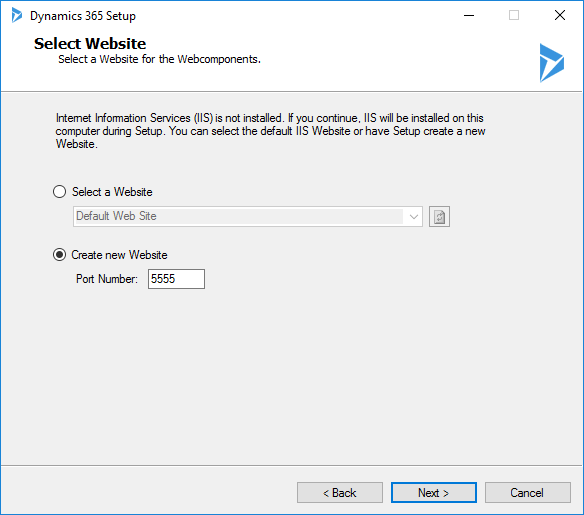 Dynamics 365 Setup
Select Website
Select a Website for the Webcomponents.
Internet Information Services (IIS) is not installed. If you continue, IIS will be installed on this
computer during Setup. You can select the default IIS Website or have Setup create a new
Website.
Select a Website
Default Web Site
Create new Website
Port Number: 5555
< Back Next > Cancel